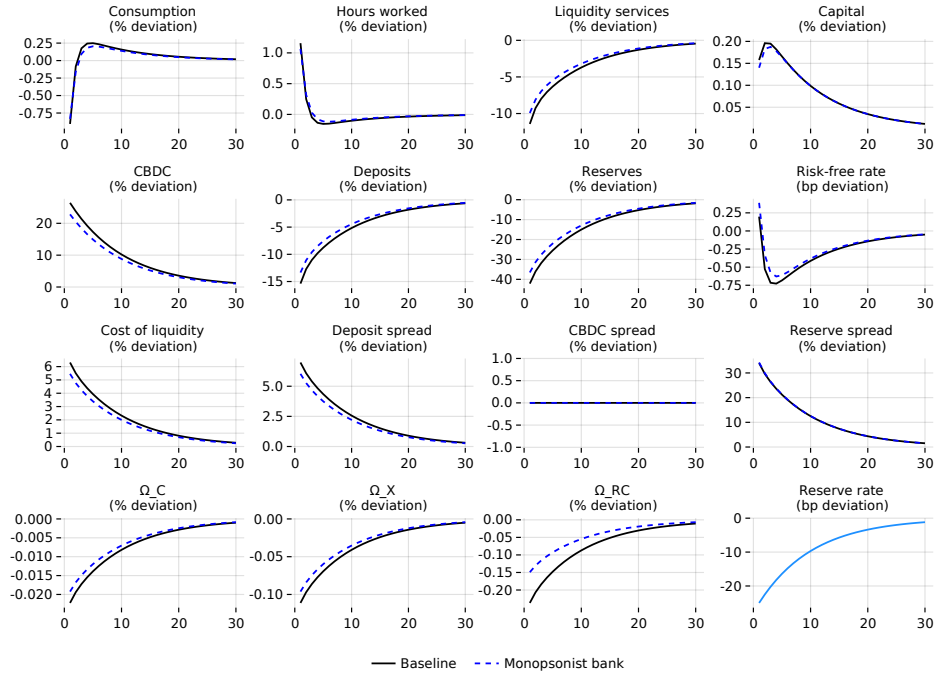 Consumption
(% deviation)
Hours worked
(% deviation)
Liquidity services
(% deviation)
Capital
(% deviation)
0.25
0.00
-0.25
-0.50
-0.75
0 10 20 30
1.0
0.5
0.0
0 10 20 30
0
-5
-10
0 10 20 30
0.20
0.15
0.10
0.05
0 10 20 30
CBDC
(% deviation)
Deposits
(% deviation)
Reserves
(% deviation)
Risk-free rate
(bp deviation)
20
10
0
0 10 20 30
0
-5
-10
-15
0 10 20 30
0
-10
-20
-30
-40
0 10 20 30
0.25
0.00
-0.25
-0.50
-0.75
0 10 20 30
Cost of liquidity
(% deviation)
Deposit spread
(% deviation)
CBDC spread
(% deviation)
Reserve spread
(% deviation)
6
5
4
3
2
1
0
0 10 20 30
5.0
2.5
0.0
0 10 20 30
1.0
0.5
0.0
-0.5
-1.0
0 10 20 30
30
20
10
0
0 10 20 30
Ω_C
(% deviation)
Ω_X
(% deviation)
Ω_RC
(% deviation)
Reserve rate
(bp deviation)
0.000
-0.005
-0.010
-0.015
-0.020
0 10 20 30
0.00
-0.05
-0.10
0 10 20 30
0.00
-0.05
-0.10
-0.15
-0.20
0 10 20 30
0
-10
-20
0 10 20 30
Baseline
Monopsonist bank